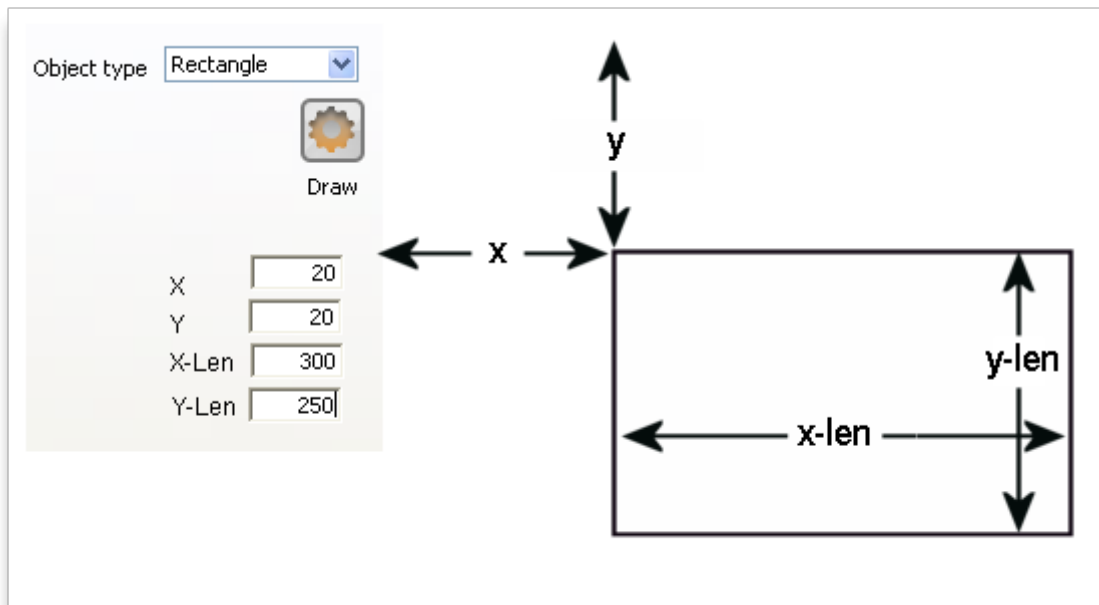 Object type Rectangle
Draw
X 20
Y 20
X-Len 300
Y-Len 250
y
x
y-len
x-len